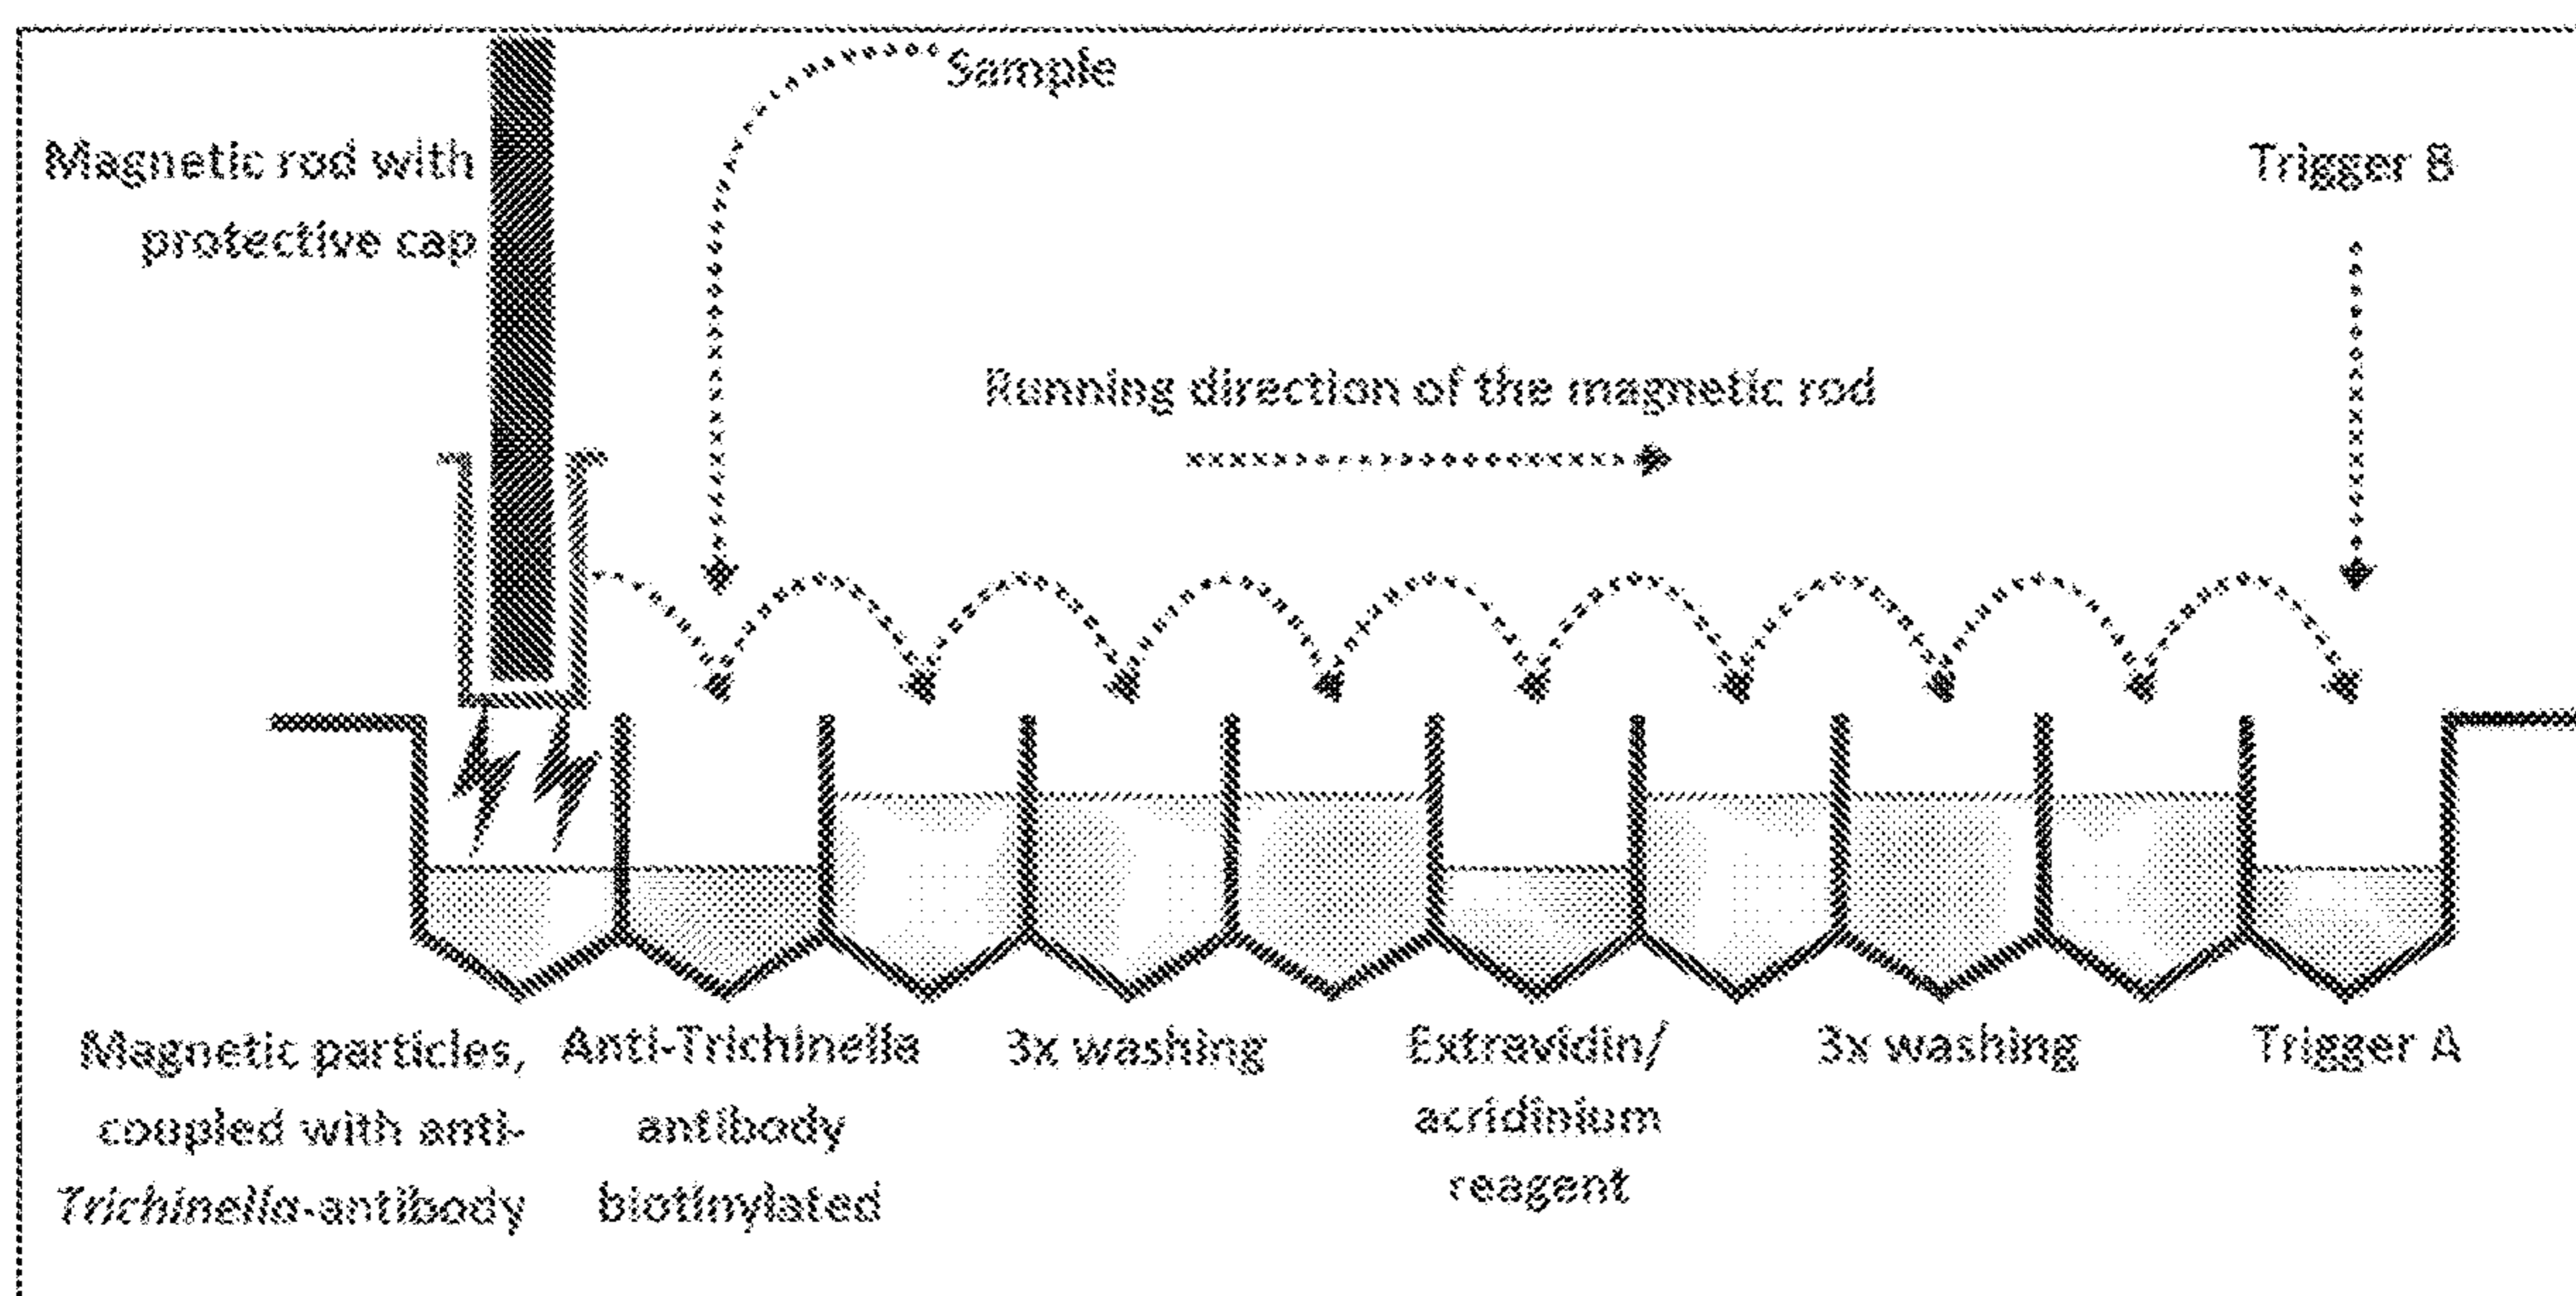 Sample
Magnetic rod with
protective cap
Trigger B
Running direction of the magnetic rod
Magnetic particles,
coupled with anti-
Trichinella-antibody
Anti-Trichinella
antibody
biotinylated
3x washing
Extravidin/
acridinium
reagent
3x washing
Trigger A